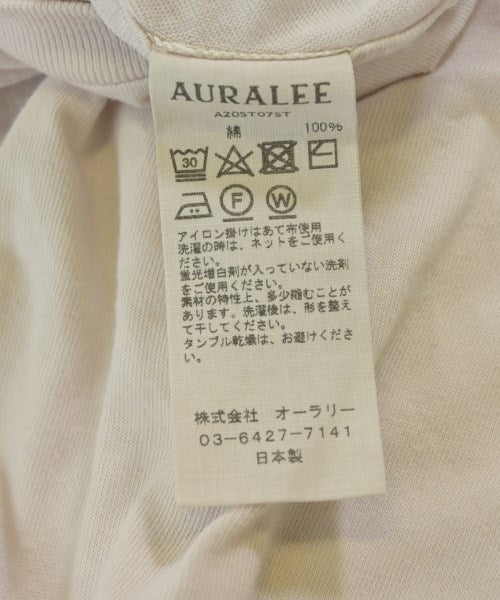 AURALEE
A20ST07ST
綿 100%
30
F W
アイロン掛けはあて布使用
洗濯の時は、ネットをご使用く
ださい。
蛍光増白剤が入っていない洗剤
をご使用ください。
素材の特性上、多少縮むことが
あります。洗濯後は、形を整え
て干してください。
タンブル乾燥は、お避けくださ
い。
株式会社 オーラリー
03-6427-7141
日本製